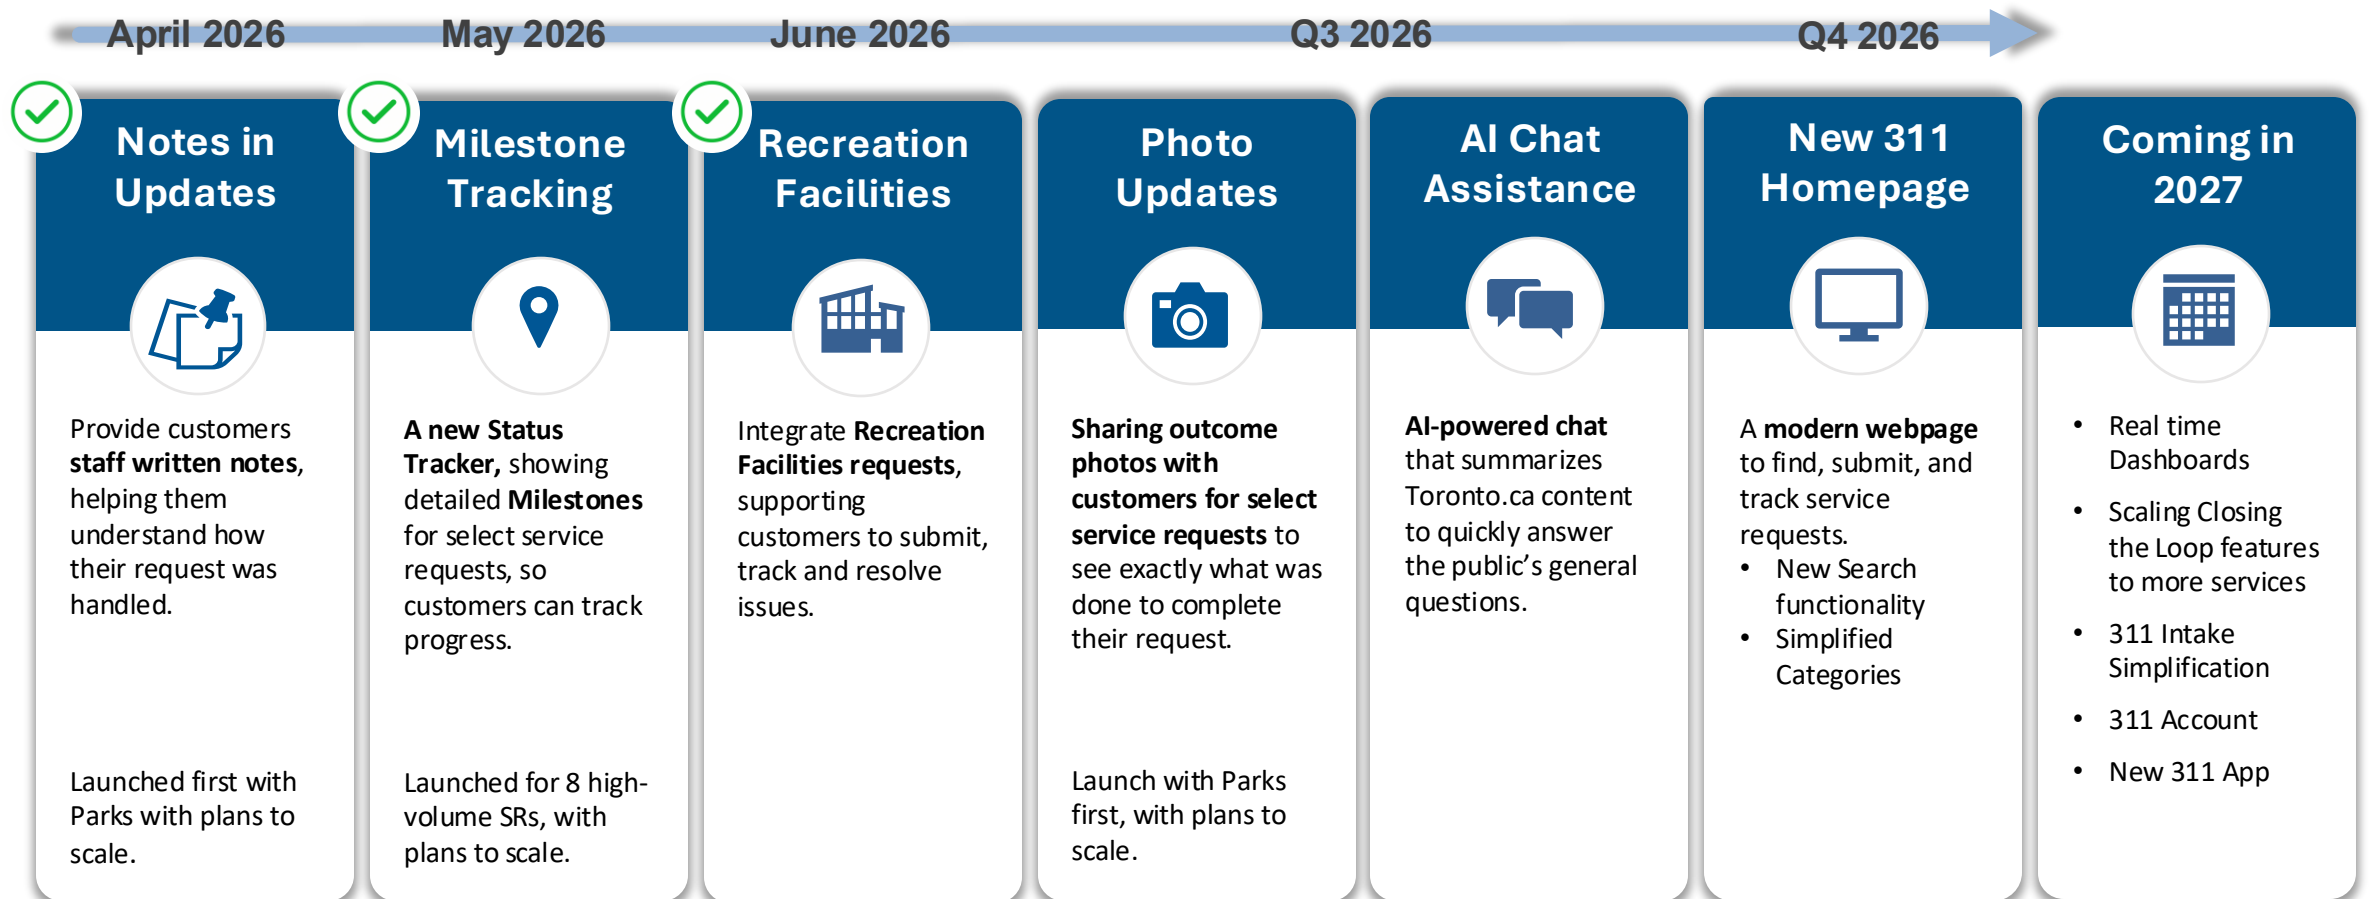 April 2026
May 2026
June 2026
Q3 2026
Q4 2026
Notes in
Updates
Provide customers
staff written notes,
helping them
understand how
their request was
handled.
Launched first with
Parks with plans to
scale.
Milestone
Tracking
A new Status
Tracker, showing
detailed Milestones
for select service
requests, so
customers can track
progress.
Launched for 8 high-
volume SRs, with
plans to scale.
Recreation
Facilities
Integrate Recreation
Facilities requests,
supporting
customers to submit,
track and resolve
issues.
Photo
Updates
Sharing outcome
photos with
customers for select
service requests to
see exactly what was
done to complete
their request.
Launch with Parks
first, with plans to
scale.
AI Chat
Assistance
AI-powered chat
that summarizes
Toronto.ca content
to quickly answer
the public’s general
questions.
New 311
Homepage
A modern webpage
to find, submit, and
track service
requests.
• New Search
functionality
• Simplified
Categories
Coming in
2027
• Real time
Dashboards
• Scaling Closing
the Loop features
to more services
• 311 Intake
Simplification
• 311 Account
• New 311 App